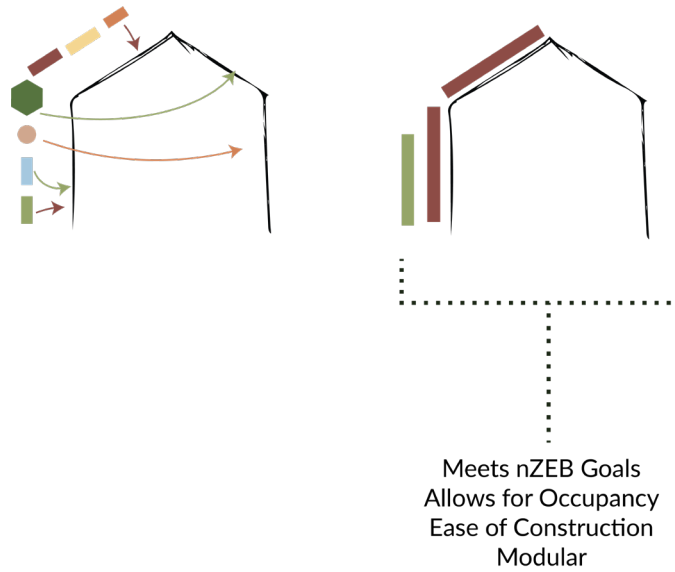 Meets nZEB Goals
Allows for Occupancy
Ease of Construction
Modular